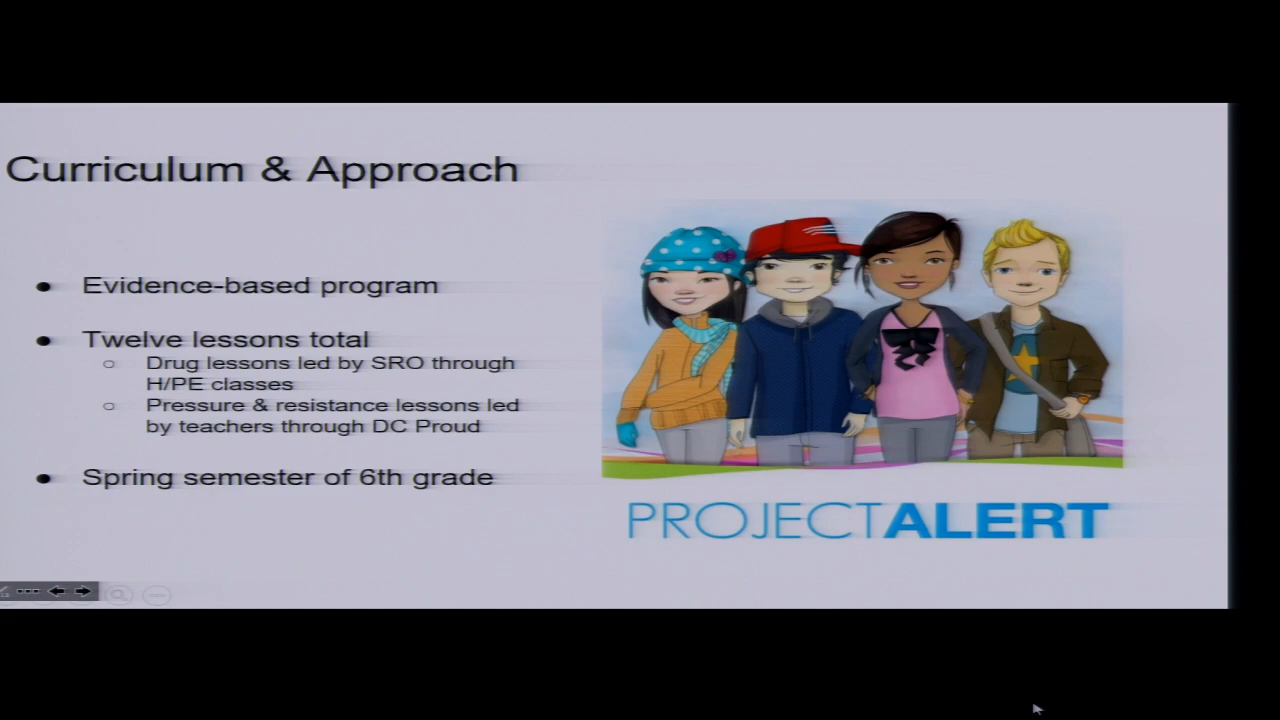 Curriculum & Approach
● Evidence-based program
● Twelve lessons total
○ Drug lessons led by SRO through
H/PE classes
○ Pressure & resistance lessons led
by teachers through DC Proud
● Spring semester of 6th grade
PROJECTALERT